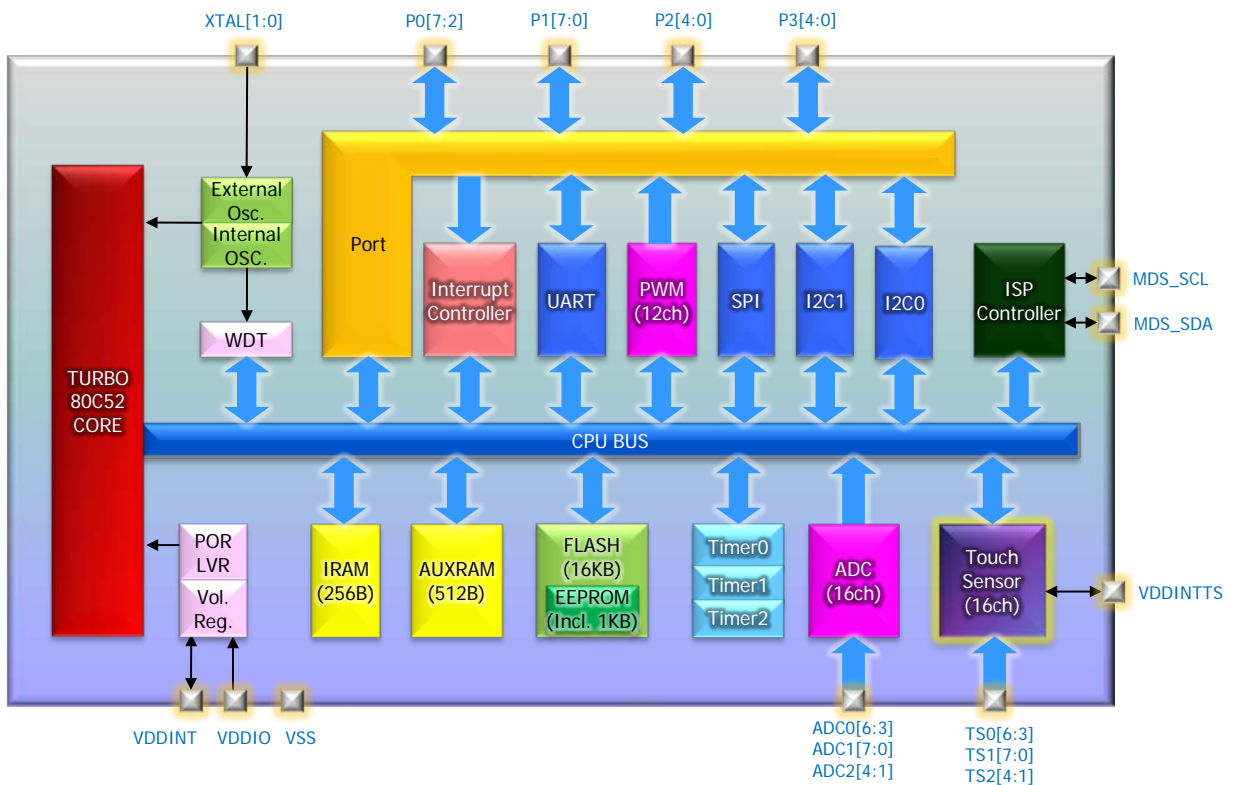 XTAL[1:0]
P0[7:2]
P1[7:0]
P2[4:0]
P3[4:0]
External
Osc.
Internal
OSC.
WDT
TURBO
80C52
CORE
Port
Interrupt
Controller
UART
PWM
(12ch)
SPI
I2C1
I2C0
ISP
Controller
MDS_SCL
MDS_SDA
CPU BUS
POR
LVR
Vol.
Reg.
IRAM
(256B)
AUXRAM
(512B)
FLASH
(16KB)
EEPROM
(Incl. 1KB)
Timer0
Timer1
Timer2
ADC
(16ch)
Touch
Sensor
(16ch)
VDDINTTS
VDDINT
VDDIO
VSS
ADC0[6:3]
ADC1[7:0]
ADC2[4:1]
TS0[6:3]
TS1[7:0]
TS2[4:1]